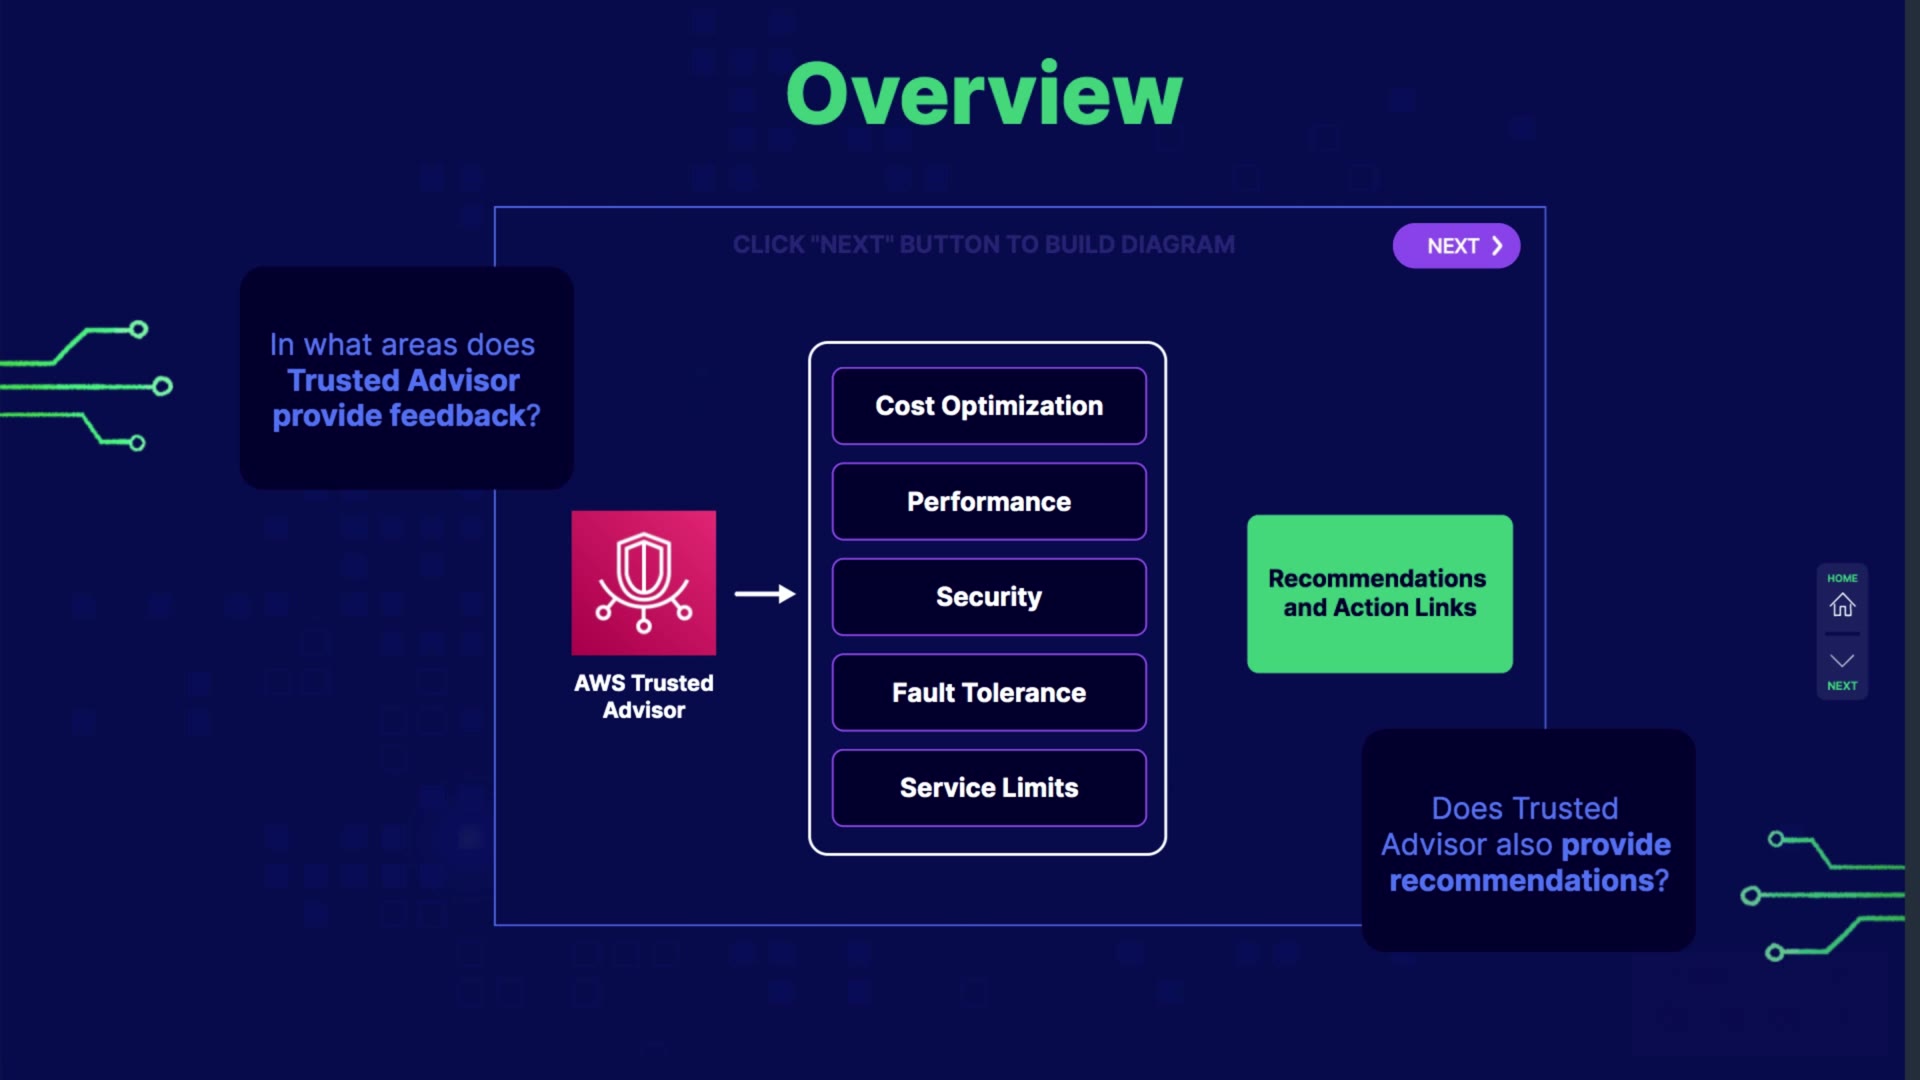 Overview
CLICK "NEXT" BUTTON TO BUILD DIAGRAM
NEXT
In what areas does
Trusted Advisor
provide feedback?
AWS Trusted
Advisor
Cost Optimization
Performance
Security
Fault Tolerance
Service Limits
Recommendations
and Action Links
Does Trusted
Advisor also provide
recommendations?
HOME
NEXT